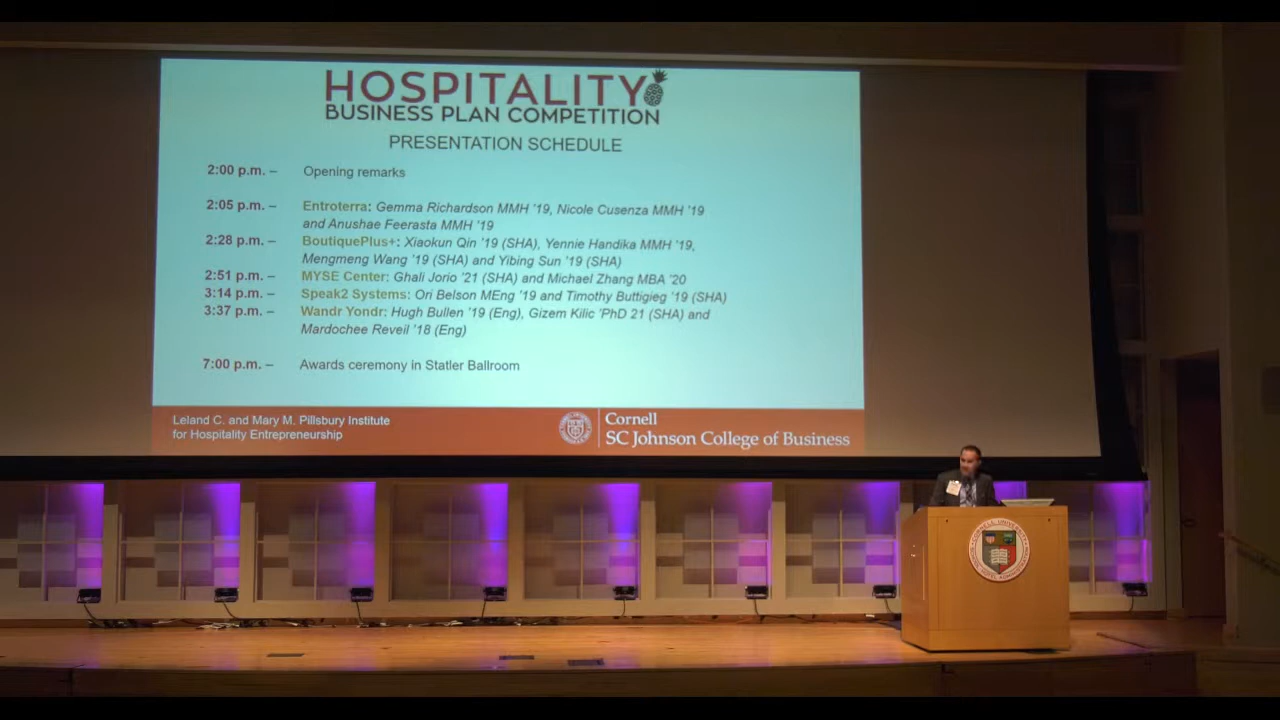 HOSPITALITY
BUSINESS PLAN COMPETITION
PRESENTATION SCHEDULE
2:00 p.m. – Opening remarks
2:05 p.m. – Entroterra: Gemma Richardson MMH '19, Nicole Cusenza MMH '19
and Anushae Feerasta MMH '19
2:28 p.m. – BoutiquePlus+: Xiaokun Qin '19 (SHA), Yennie Handika MMH '19,
Mengmeng Wang '19 (SHA) and Yibing Sun '19 (SHA)
2:51 p.m. – MYSE Center: Ghali Jorio '21 (SHA) and Michael Zhang MBA '20
3:14 p.m. – Speak2 Systems: Ori Belson MEng '19 and Timothy Buttigieg '19 (SHA)
3:37 p.m. – Wandr Yondr: Hugh Bullen '19 (Eng), Gizem Kilic 'PhD 21 (SHA) and
Mardochee Reveil '18 (Eng)
7:00 p.m. – Awards ceremony in Statler Ballroom
Leland C. and Mary M. Pillsbury Institute
for Hospitality Entrepreneurship
Cornell
SC Johnson College of Business
CORNELL UNIVERSITY